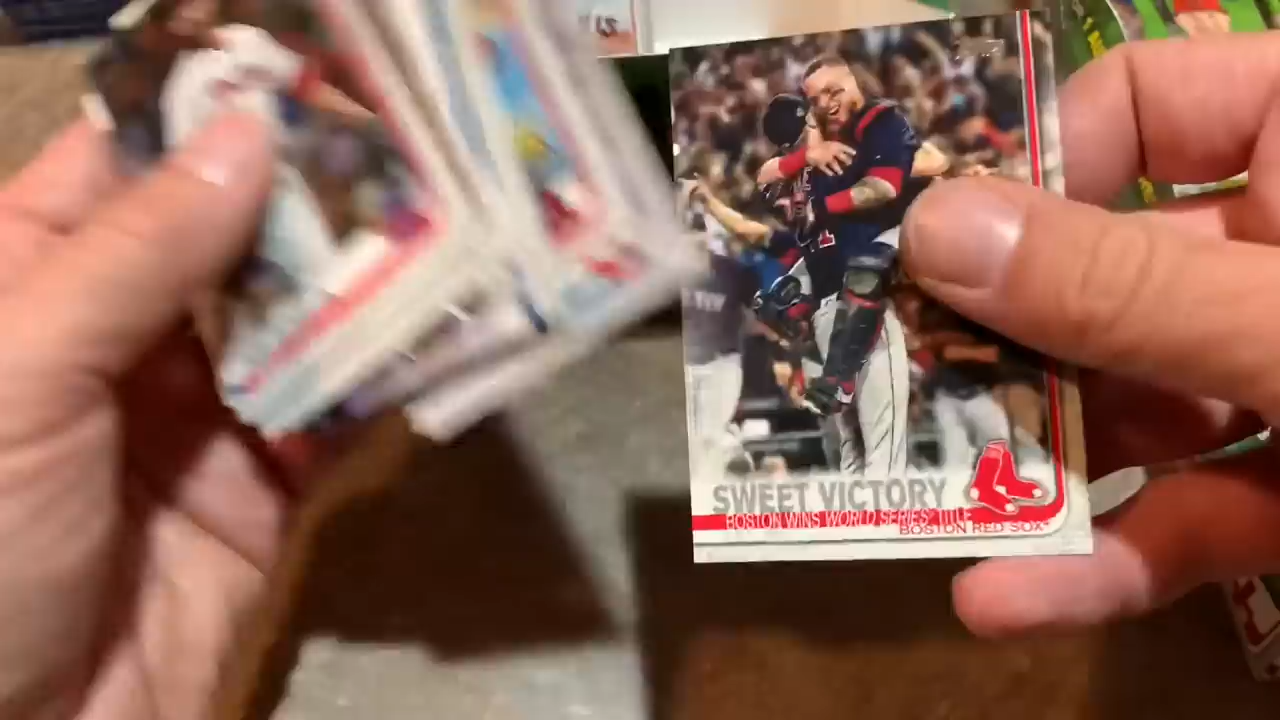 SWEET VICTORY
BOSTON WINS WORLD SERIES® TITLE
BOSTON RED SOX®